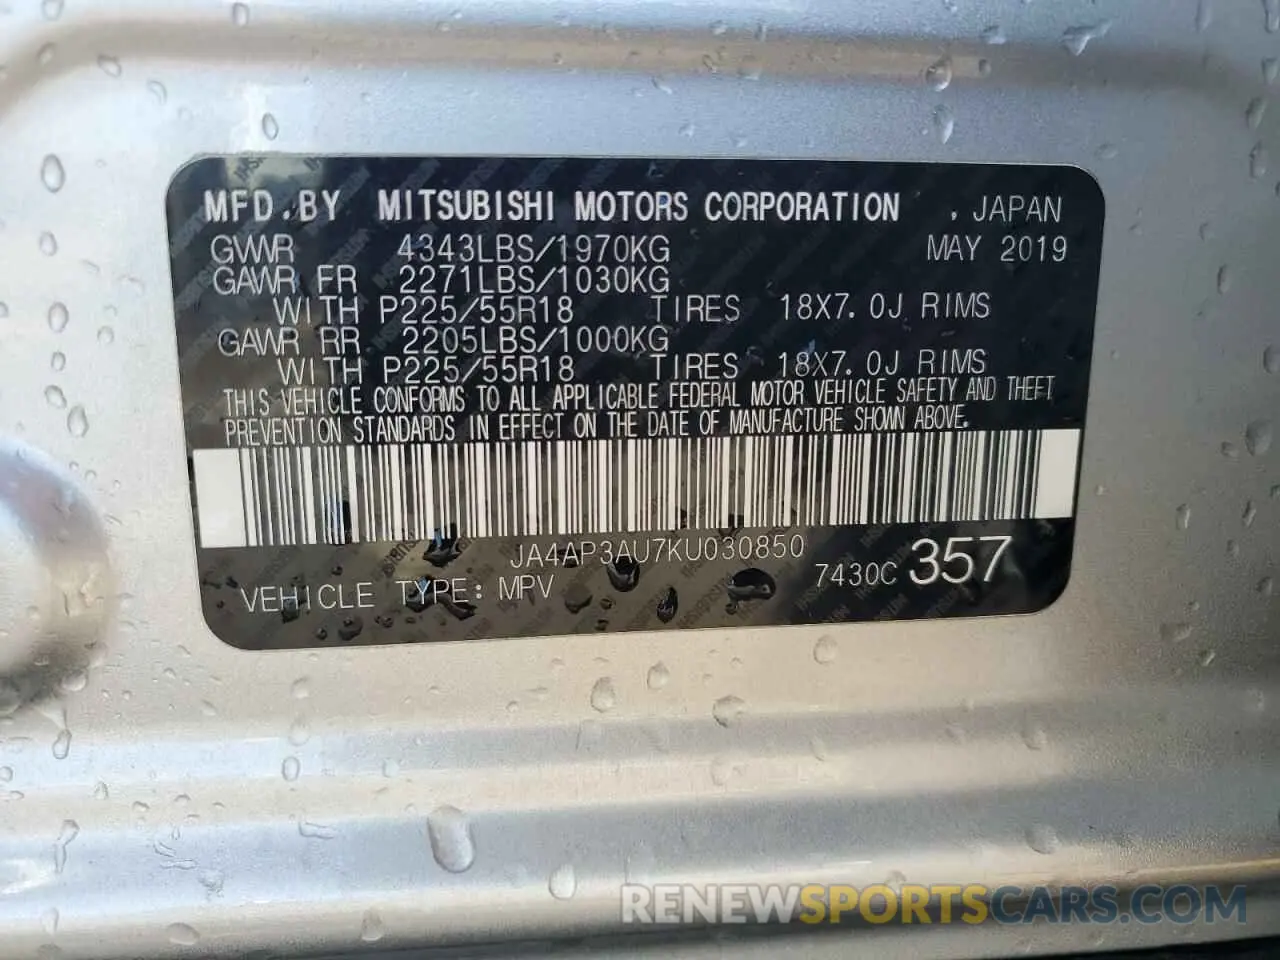 MFD.BY MITSUBISHI MOTORS CORPORATION , JAPAN
GVWR 4343LBS/1970KG MAY 2019
GAWR FR 2271LBS/1030KG
WITH P225/55R18 TIRES 18X7.0J RIMS
GAWR RR 2205LBS/1000KG
WITH P225/55R18 TIRES 18X7.0J RIMS
THIS VEHICLE CONFORMS TO ALL APPLICABLE FEDERAL MOTOR VEHICLE SAFETY AND THEFT
PREVENTION STANDARDS IN EFFECT ON THE DATE OF MANUFACTURE SHOWN ABOVE.
JA4AP3AU7KU030850
VEHICLE TYPE: MPV 7430C 357
RENEWSPORTSCARS.COM